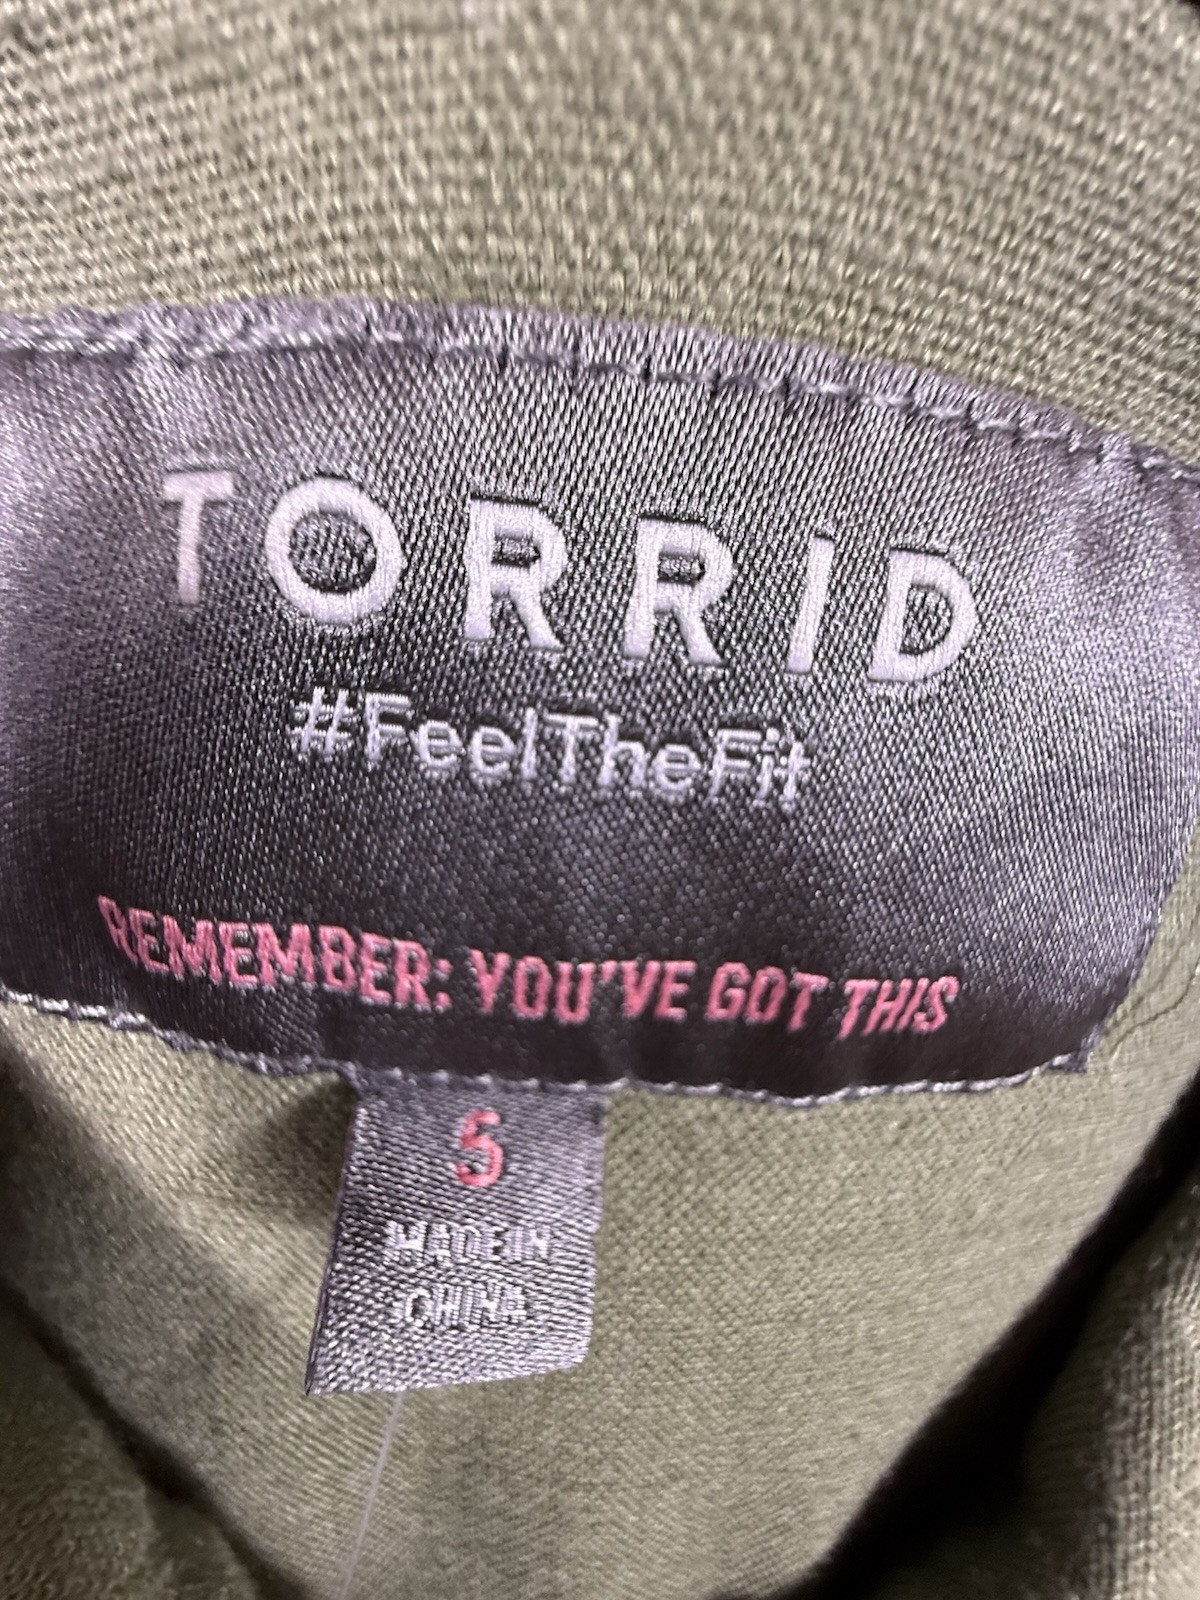 TORRID
#FeelTheFit
REMEMBER: YOU'VE GOT THIS
5
MADE IN
CHINA